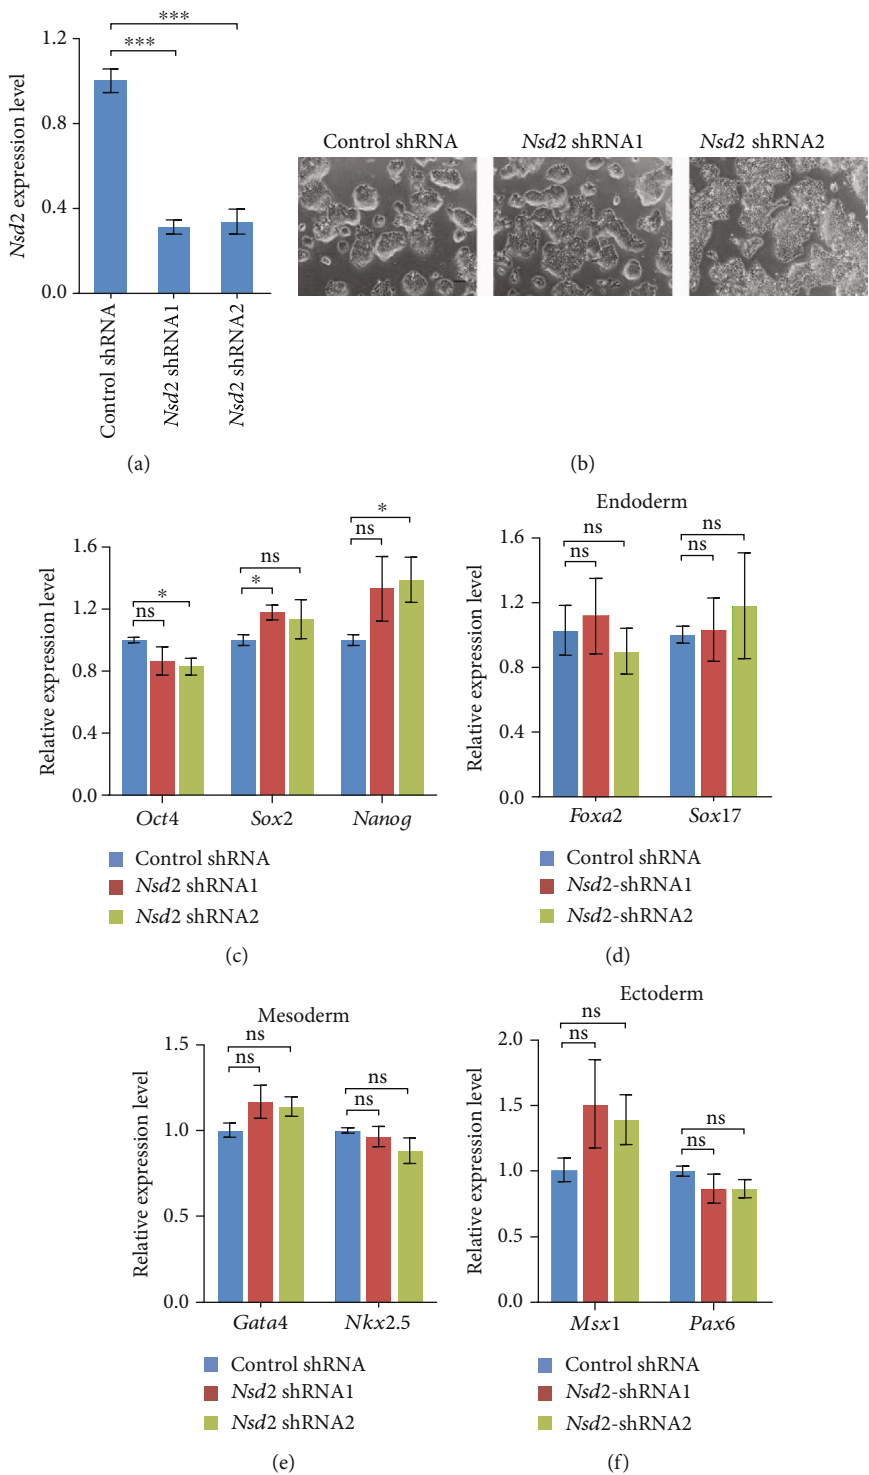 ***
***
1.2
0.8
0.4
0.0
Nsd2 expression level
Control shRNA
Nsd2 shRNA1
Nsd2 shRNA2
(a)
Control shRNA
Nsd2 shRNA1
Nsd2 shRNA2
(b)
*
ns
ns
*
*
ns
1.6
1.2
0.8
0.4
0.0
Relative expression level
Oct4
Sox2
Nanog
Control shRNA
Nsd2 shRNA1
Nsd2 shRNA2
(c)
Endoderm
ns
ns
ns
ns
1.6
1.2
0.8
0.4
0.0
Relative expression level
Foxa2
Sox17
Control shRNA
Nsd2-shRNA1
Nsd2-shRNA2
(d)
Mesoderm
ns
ns
ns
ns
1.5
1.0
0.5
0.0
Relative expression level
Gata4
Nkx2.5
Control shRNA
Nsd2 shRNA1
Nsd2 shRNA2
(e)
Ectoderm
ns
ns
ns
ns
2.0
1.5
1.0
0.5
0.0
Relative expression level
Msx1
Pax6
Control shRNA
Nsd2-shRNA1
Nsd2-shRNA2
(f)